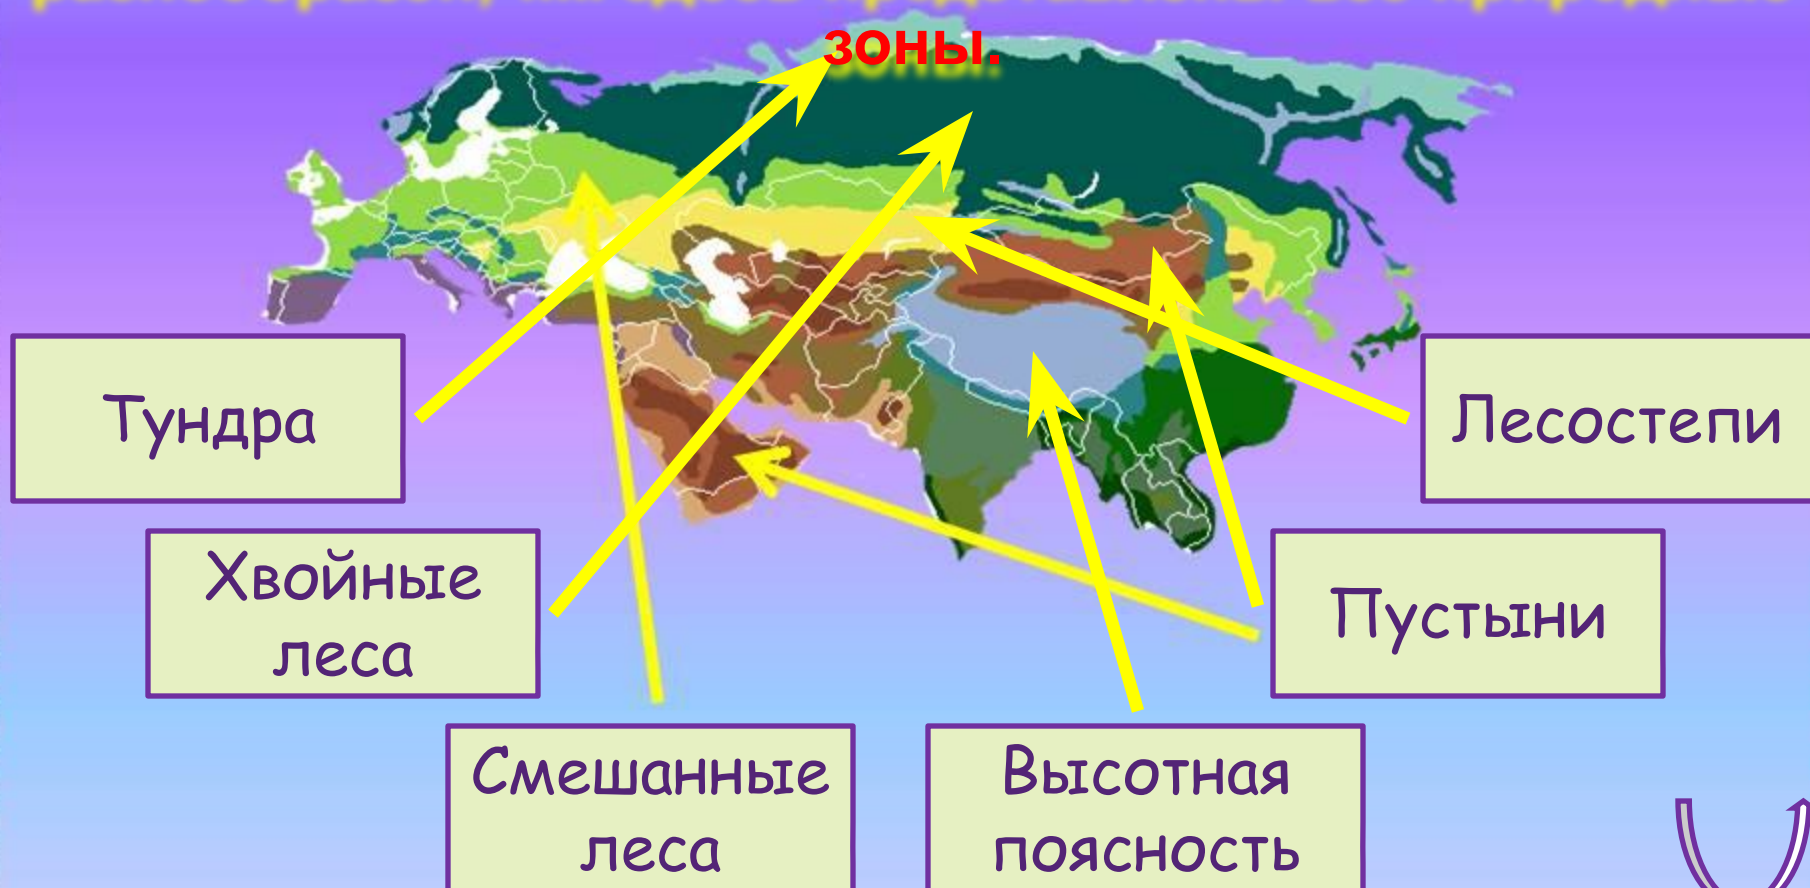 зоны.
Тундра
Лесостепи
Хвойные
леса
Пустыни
Смешанные
леса
Высотная
поясность